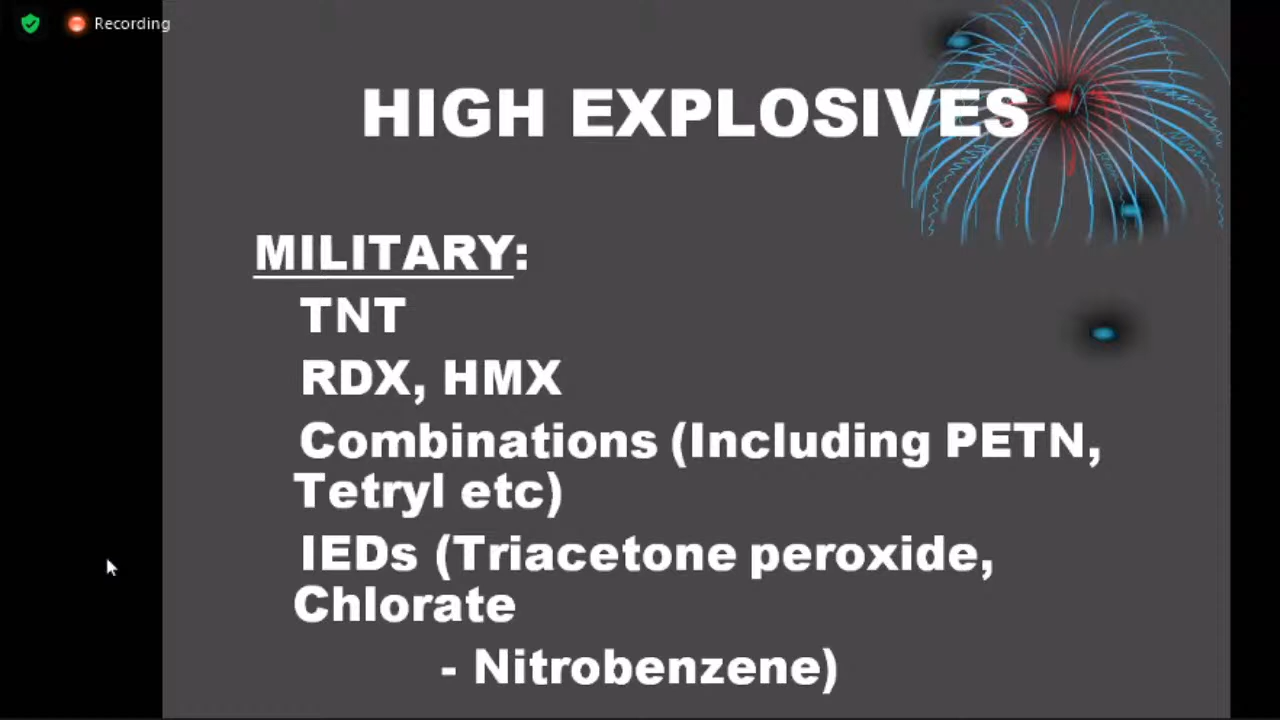 Recording
HIGH EXPLOSIVES
MILITARY:
TNT
RDX, HMX
Combinations (Including PETN,
Tetryl etc)
IEDs (Triacetone peroxide,
Chlorate
- Nitrobenzene)